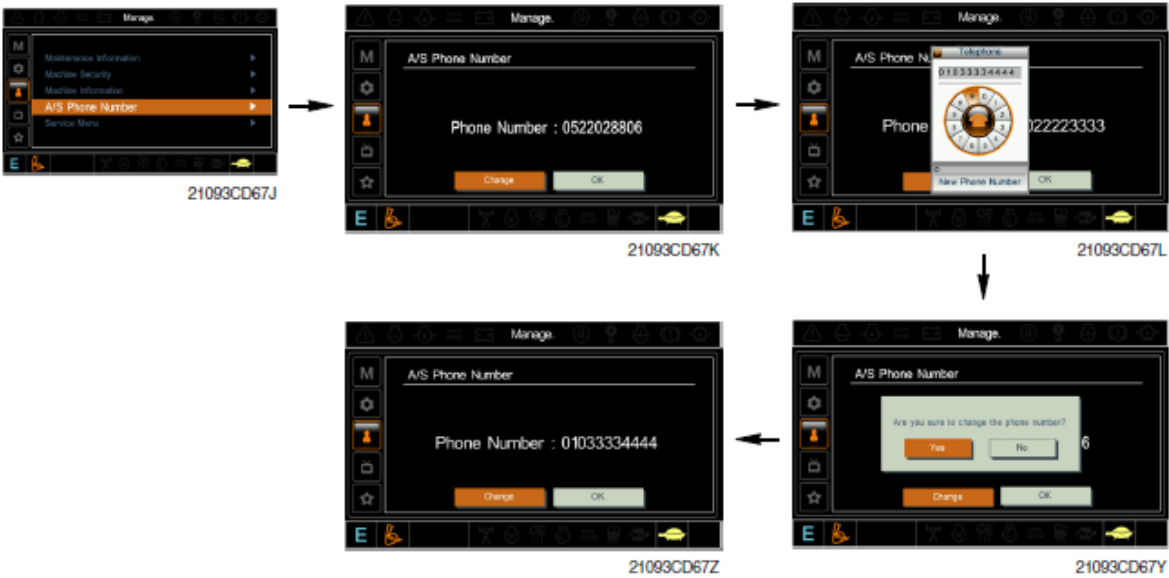 Manage.
M
Maintenance Information
Machine Security
Machine Information
A/S Phone Number
Service Menu
E
21093CD67J
Manage.
M
A/S Phone Number
Phone Number : 0522028806
Change
OK
E
21093CD67K
Manage.
M
A/S Phone Nu
Telephone
01033334444
Phone
022223333
New Phone Number
OK
E
21093CD67L
Manage.
M
A/S Phone Number
Phone Number : 01033334444
Change
OK
E
21093CD67Z
Manage.
M
A/S Phone Number
Are you sure to change the phone number?
Yes
No
6
Change
OK
E
21093CD67Y